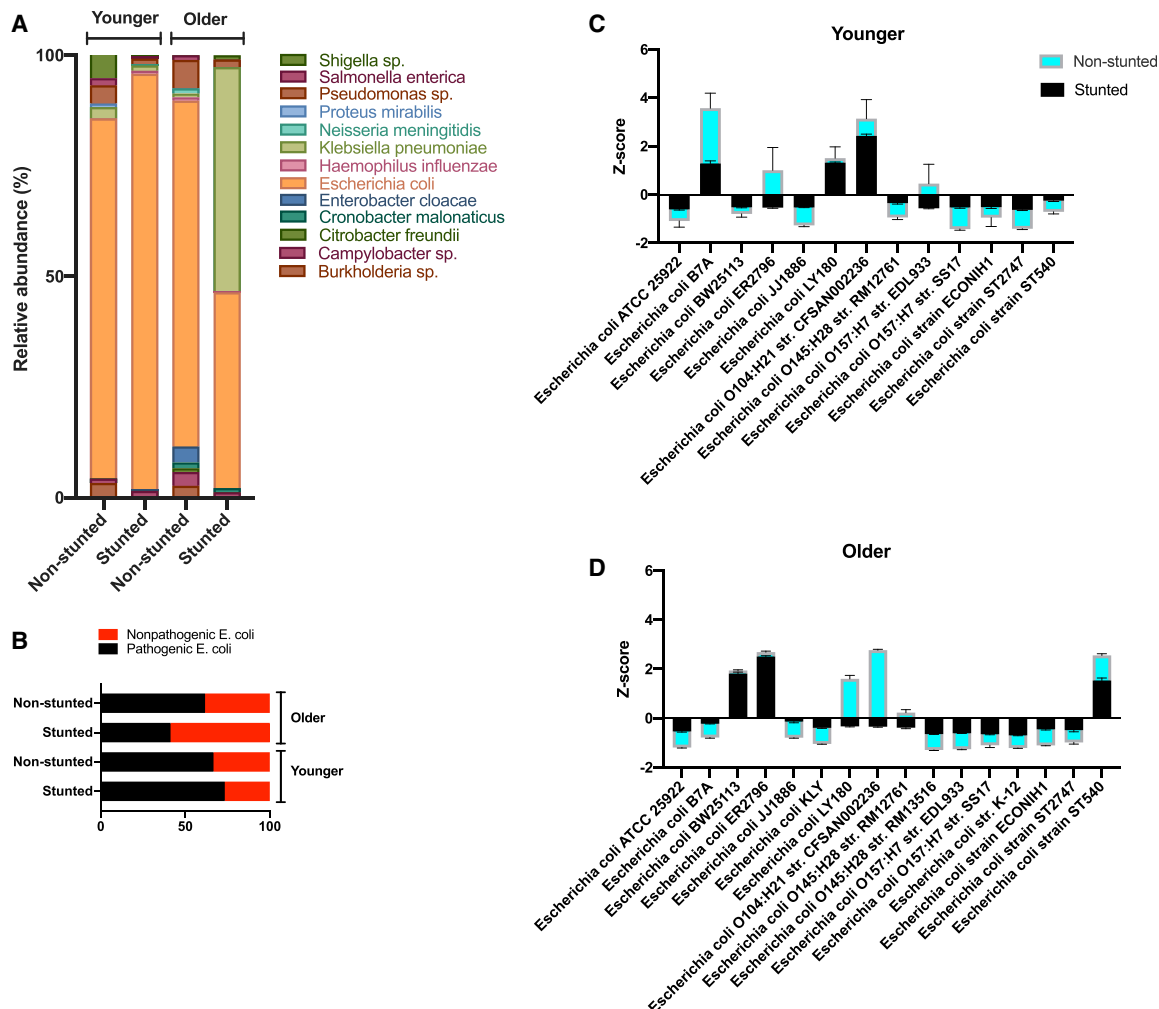 A
Younger
Older
100
50
0
Relative abundance (%)
Non-stunted
Stunted
Non-stunted
Stunted
Shigella sp.
Salmonella enterica
Pseudomonas sp.
Proteus mirabilis
Neisseria meningitidis
Klebsiella pneumoniae
Haemophilus influenzae
Escherichia coli
Enterobacter cloacae
Cronobacter malonaticus
Citrobacter freundii
Campylobacter sp.
Burkholderia sp.
B
Nonpathogenic E. coli
Pathogenic E. coli
Non-stunted
Stunted
Non-stunted
Stunted
Older
Younger
0
50
100
C
Younger
Non-stunted
Stunted
Z-score
6
4
2
0
-2
Escherichia coli ATCC 25922
Escherichia coli B7A
Escherichia coli BW25113
Escherichia coli ER2796
Escherichia coli JJ1886
Escherichia coli LY180
Escherichia coli O104:H21 str. CFSAN002236
Escherichia coli O145:H28 str. RM12761
Escherichia coli O157:H7 str. EDL933
Escherichia coli O157:H7 str. SS17
Escherichia coli strain ECONIH1
Escherichia coli strain ST2747
Escherichia coli strain ST540
D
Older
Z-score
6
4
2
0
-2
Escherichia coli ATCC 25922
Escherichia coli B7A
Escherichia coli BW25113
Escherichia coli ER2796
Escherichia coli JJ1886
Escherichia coli KLY
Escherichia coli LY180
Escherichia coli O104:H21 str. CFSAN002236
Escherichia coli O145:H28 str. RM12761
Escherichia coli O145:H28 str. RM13516
Escherichia coli O157:H7 str. EDL933
Escherichia coli O157:H7 str. SS17
Escherichia coli str. K-12
Escherichia coli strain ECONIH1
Escherichia coli strain ST2747
Escherichia coli strain ST540